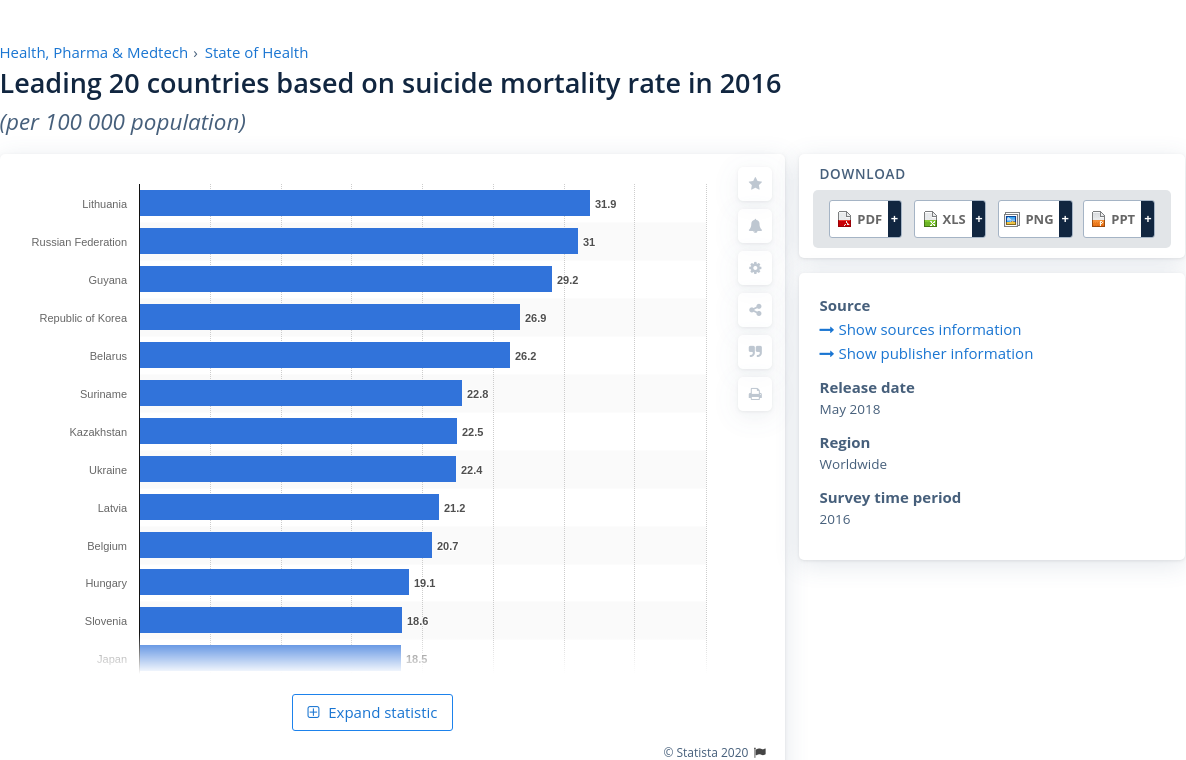 Health, Pharma & Medtech › State of Health
Leading 20 countries based on suicide mortality rate in 2016
(per 100 000 population)
Lithuania 31.9
Russian Federation 31
Guyana 29.2
Republic of Korea 26.9
Belarus 26.2
Suriname 22.8
Kazakhstan 22.5
Ukraine 22.4
Latvia 21.2
Belgium 20.7
Hungary 19.1
Slovenia 18.6
Japan 18.5
Expand statistic
© Statista 2020
DOWNLOAD
PDF + XLS + PNG + PPT +
Source
Show sources information
Show publisher information
Release date
May 2018
Region
Worldwide
Survey time period
2016